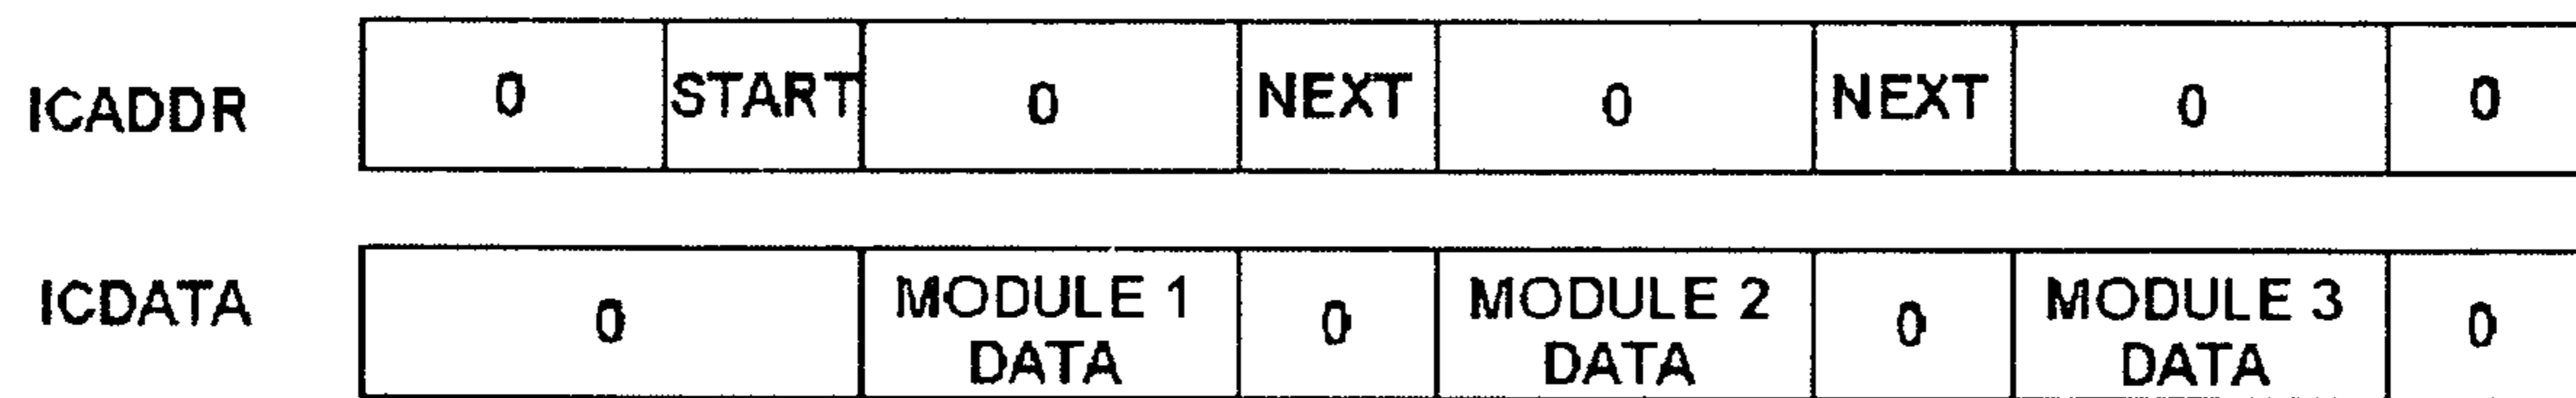 ICADDR 0 START 0 NEXT 0 NEXT 0 0
ICDATA 0 MODULE 1 DATA 0 MODULE 2 DATA 0 MODULE 3 DATA 0